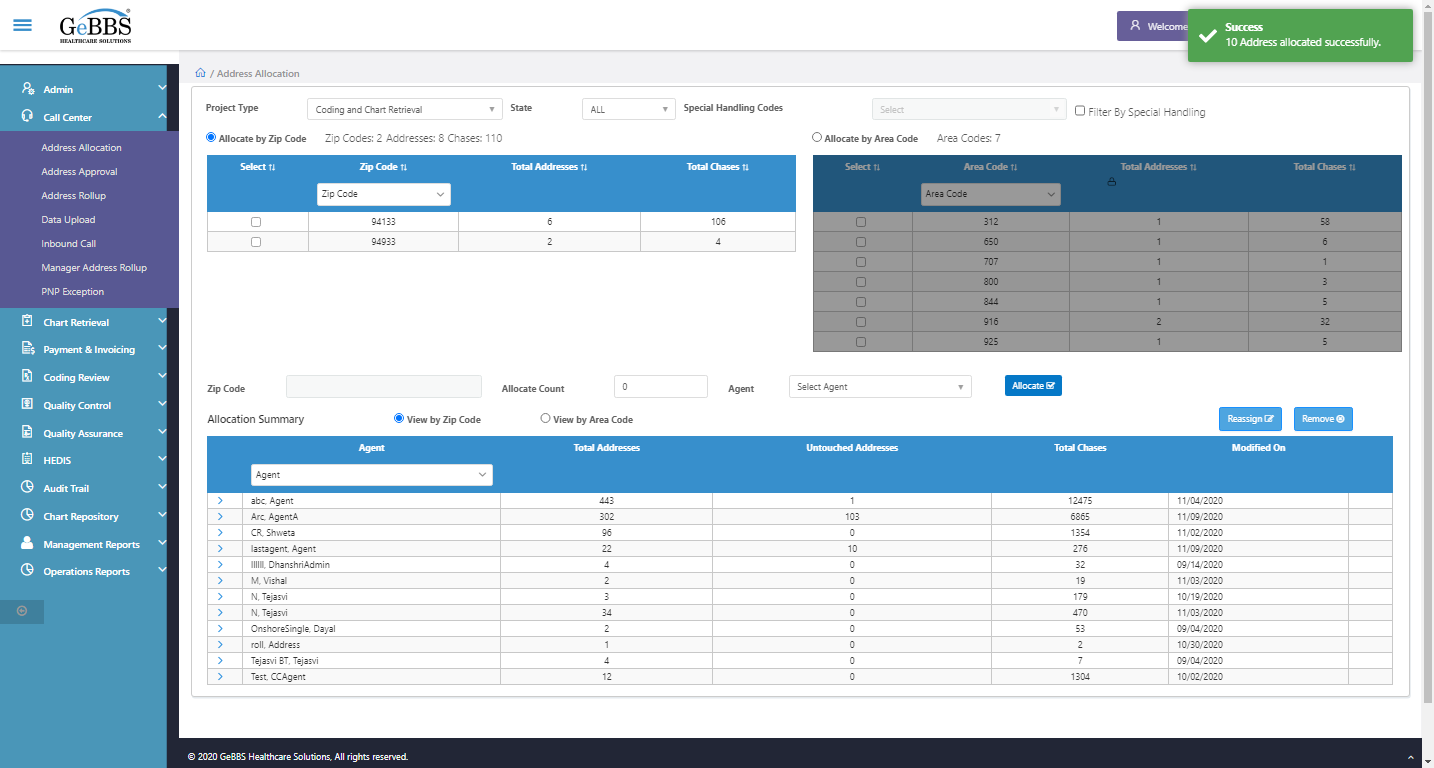 GeBBS
HEALTHCARE SOLUTIONS
Welcome
Success
10 Address allocated successfully.
Admin
Call Center
Address Allocation
Address Approval
Address Rollup
Data Upload
Inbound Call
Manager Address Rollup
PNP Exception
Chart Retrieval
Payment & Invoicing
Coding Review
Quality Control
Quality Assurance
HEDIS
Audit Trail
Chart Repository
Management Reports
Operations Reports
/ Address Allocation
Project Type Coding and Chart Retrieval State ALL Special Handling Codes Select Filter By Special Handling
Allocate by Zip Code Zip Codes: 2 Addresses: 8 Chases: 110
Select Zip Code Total Addresses Total Chases
Zip Code
94133 6 106
94933 2 4
Allocate by Area Code Area Codes: 7
Select Area Code Total Addresses Total Chases
Area Code
312 1 58
650 1 6
707 1 1
800 1 3
844 1 5
916 2 32
925 1 5
Zip Code Allocate Count 0 Agent Select Agent Allocate
Allocation Summary View by Zip Code View by Area Code Reassign Remove
Agent Total Addresses Untouched Addresses Total Chases Modified On
Agent
abc, Agent 443 1 12475 11/04/2020
Arc, AgentA 302 103 6865 11/09/2020
CR, Shweta 96 0 1354 11/02/2020
lastagent, Agent 22 10 276 11/09/2020
DhanshriAdmin 4 0 32 09/14/2020
M, Vishal 2 0 19 11/03/2020
N, Tejasvi 3 0 179 10/19/2020
N, Tejasvi 34 0 470 11/03/2020
OnshoreSingle, Dayal 2 0 53 09/04/2020
roll, Address 1 0 2 10/30/2020
Tejasvi BT, Tejasvi 4 0 7 09/04/2020
Test, CCAgent 12 0 1304 10/02/2020
© 2020 GeBBS Healthcare Solutions, All rights reserved.